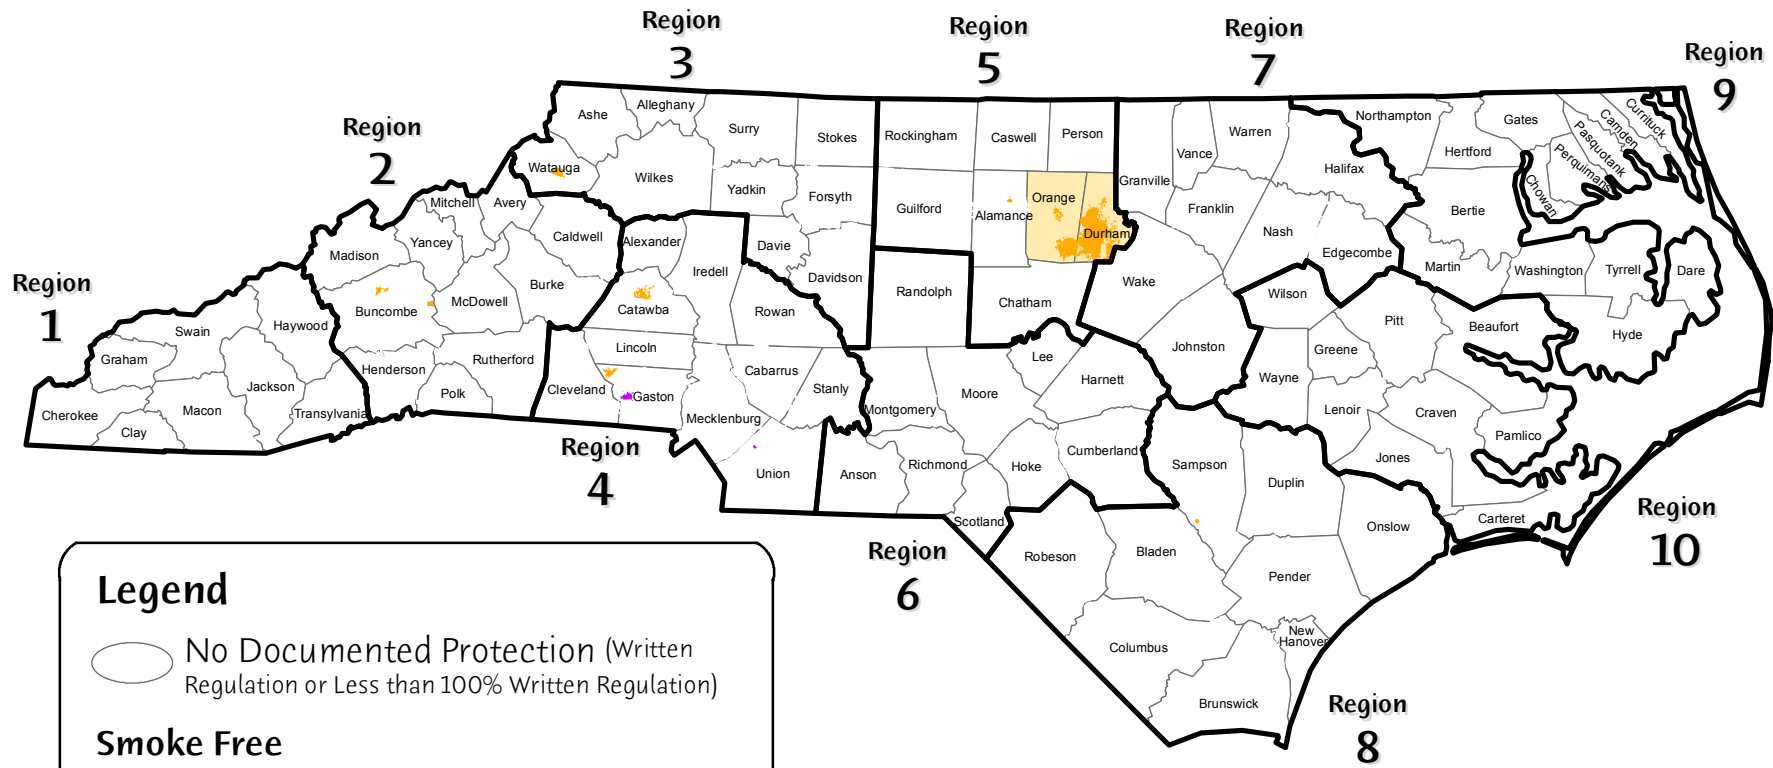 Region
3
Region
5
Region
7
Region
9
Region
2
Region
1
Region
4
Region
6
Region
8
Region
10
Ashe
Alleghany
Surry
Stokes
Rockingham
Caswell
Person
Vance
Warren
Northampton
Gates
Currituck
Camden
Pasquotank
Perquimans
Chowan
Hertford
Halifax
Watauga
Wilkes
Yadkin
Forsyth
Guilford
Alamance
Orange
Durham
Granville
Franklin
Nash
Edgecombe
Bertie
Martin
Washington
Tyrrell
Dare
Mitchell
Avery
Caldwell
Alexander
Iredell
Davie
Davidson
Randolph
Chatham
Wake
Wilson
Pitt
Beaufort
Hyde
Madison
Yancey
Burke
McDowell
Buncombe
Catawba
Rowan
Haywood
Swain
Graham
Jackson
Henderson
Rutherford
Polk
Cleveland
Lincoln
Gaston
Cabarrus
Stanly
Mecklenburg
Union
Montgomery
Moore
Lee
Harnett
Johnston
Wayne
Greene
Lenoir
Craven
Pamlico
Cherokee
Clay
Macon
Transylvania
Anson
Richmond
Hoke
Cumberland
Sampson
Duplin
Jones
Onslow
Carteret
Scotland
Robeson
Bladen
Pender
Columbus
New
Hanover
Brunswick
Legend
No Documented Protection (Written
Regulation or Less than 100% Written Regulation)
Smoke Free